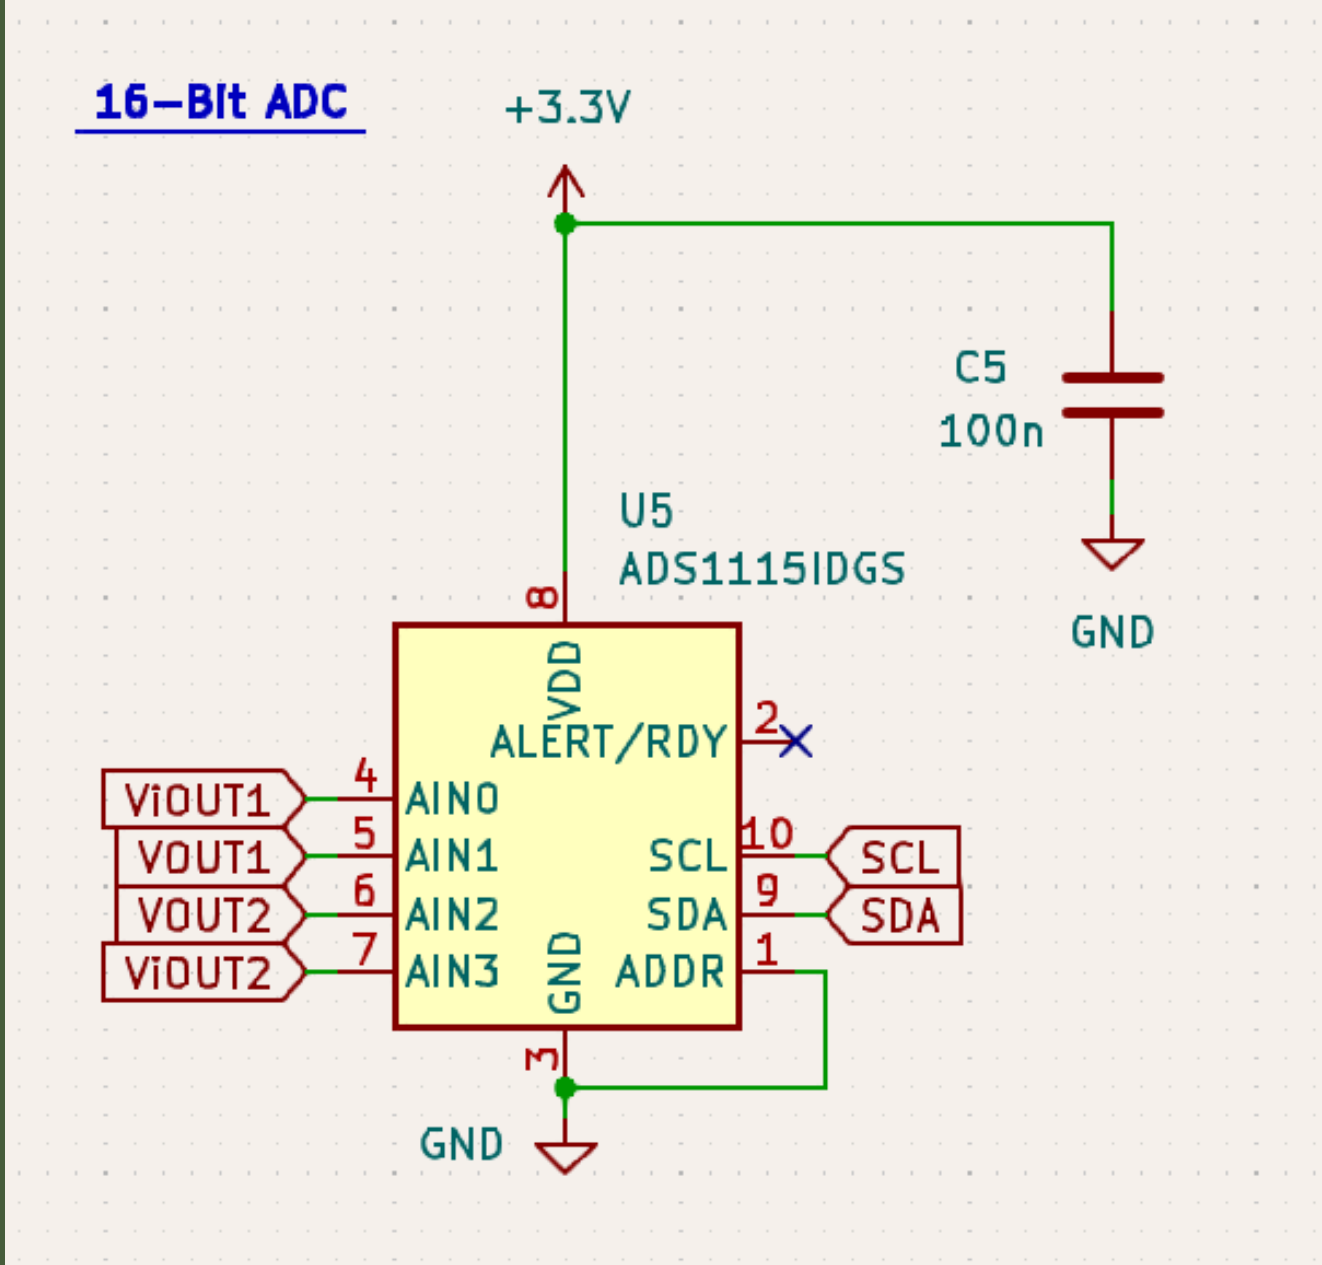 16-Bit ADC
+3.3V
C5
100n
U5
ADS1115IDGS
GND
8
VDD
ALERT/RDY
2
ViOUT1
4
AIN0
VOUT1
5
AIN1
SCL
10
SCL
VOUT2
6
AIN2
SDA
9
SDA
ViOUT2
7
AIN3
GND
ADDR
1
3
GND